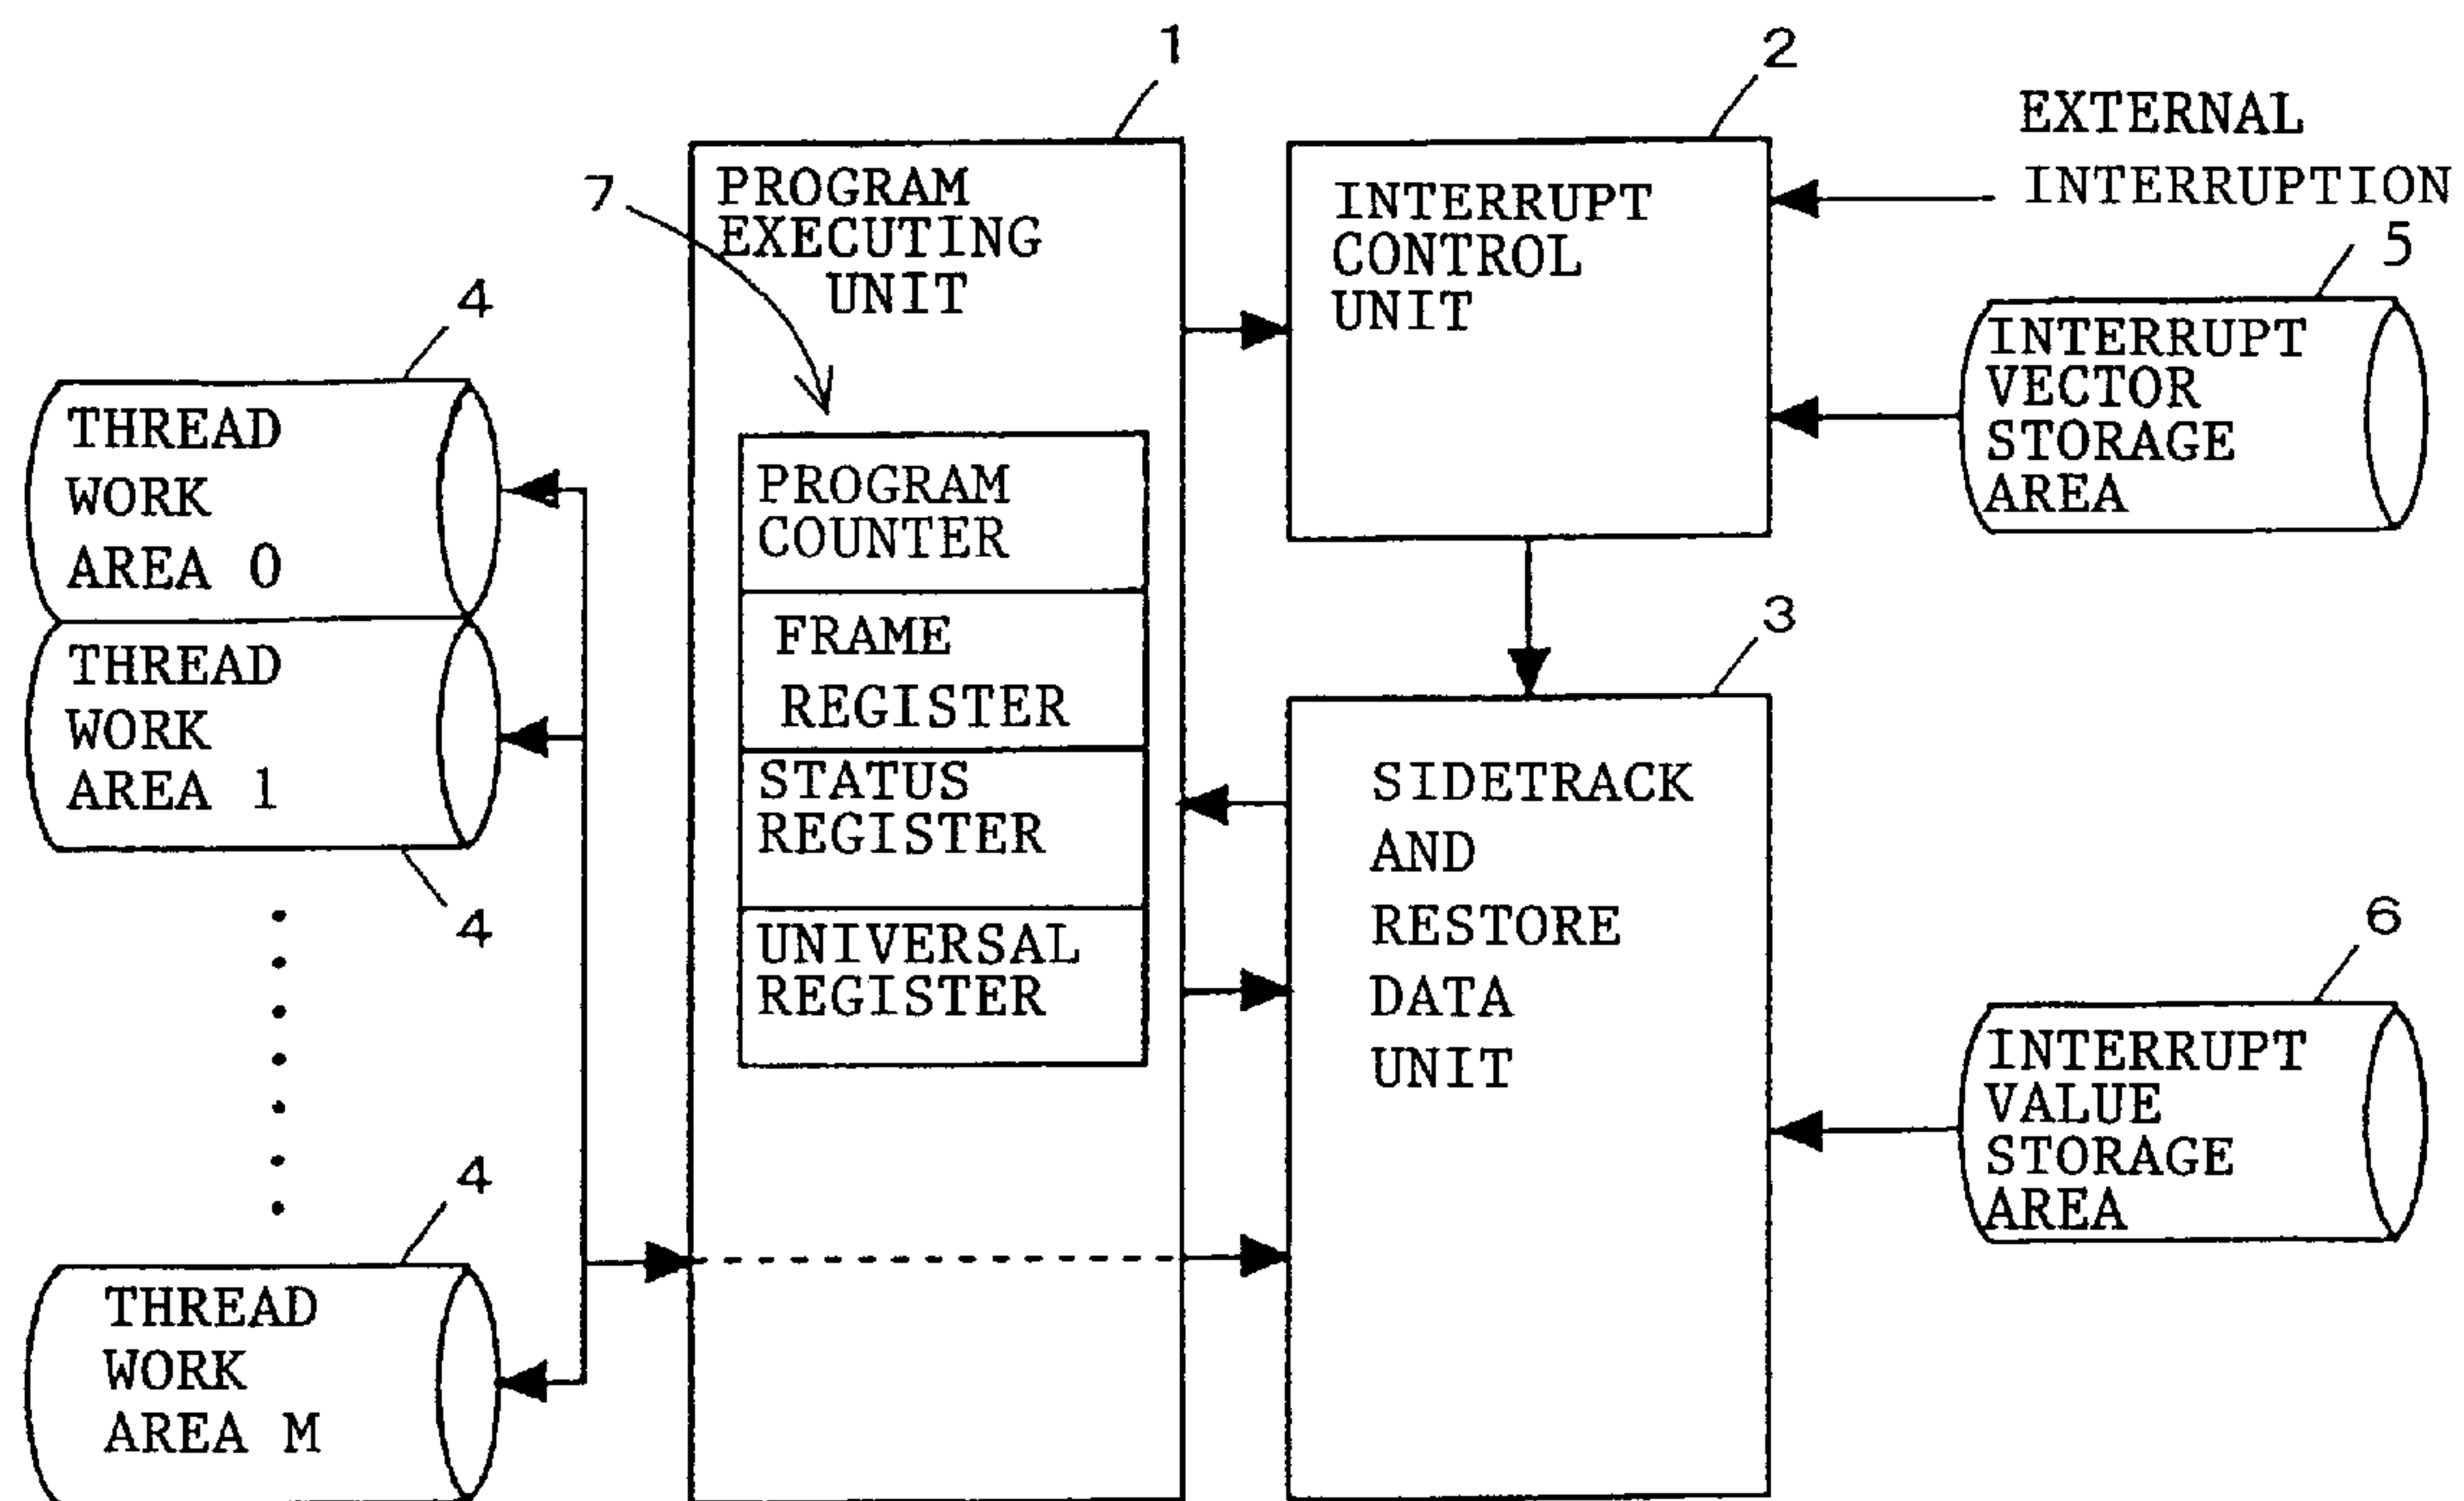 1
2
EXTERNAL
INTERRUPTION
7
PROGRAM
EXECUTING
UNIT
INTERRUPT
CONTROL
UNIT
5
INTERRUPT
VECTOR
STORAGE
AREA
4
THREAD
WORK
AREA 0
THREAD
WORK
AREA 1
4
PROGRAM
COUNTER
FRAME
REGISTER
STATUS
REGISTER
UNIVERSAL
REGISTER
3
SIDETRACK
AND
RESTORE
DATA
UNIT
6
INTERRUPT
VALUE
STORAGE
AREA
4
THREAD
WORK
AREA M